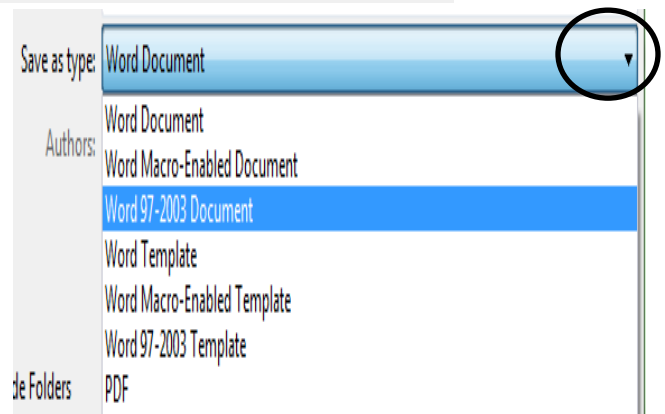 Save as type: Word Document
Word Document
Authors:
Word Macro-Enabled Document
Word 97-2003 Document
Word Template
Word Macro-Enabled Template
Word 97-2003 Template
de Folders PDF